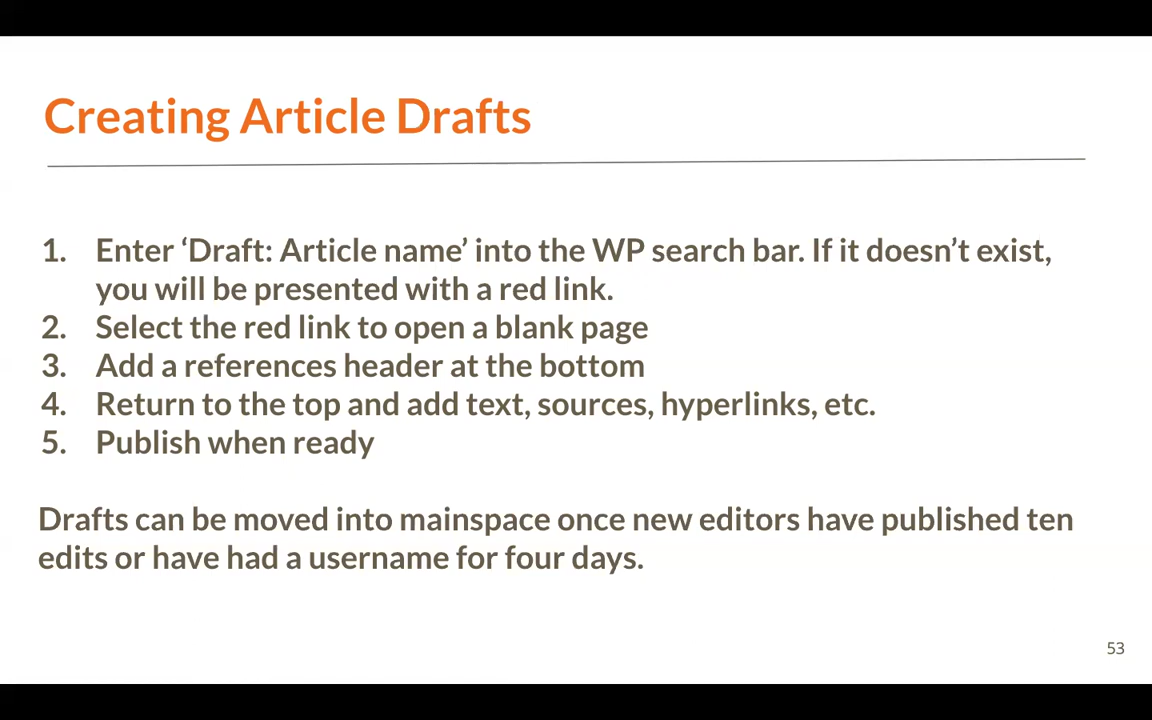 Creating Article Drafts
1. Enter ‘Draft: Article name’ into the WP search bar. If it doesn’t exist,
you will be presented with a red link.
2. Select the red link to open a blank page
3. Add a references header at the bottom
4. Return to the top and add text, sources, hyperlinks, etc.
5. Publish when ready
Drafts can be moved into mainspace once new editors have published ten
edits or have had a username for four days.
53